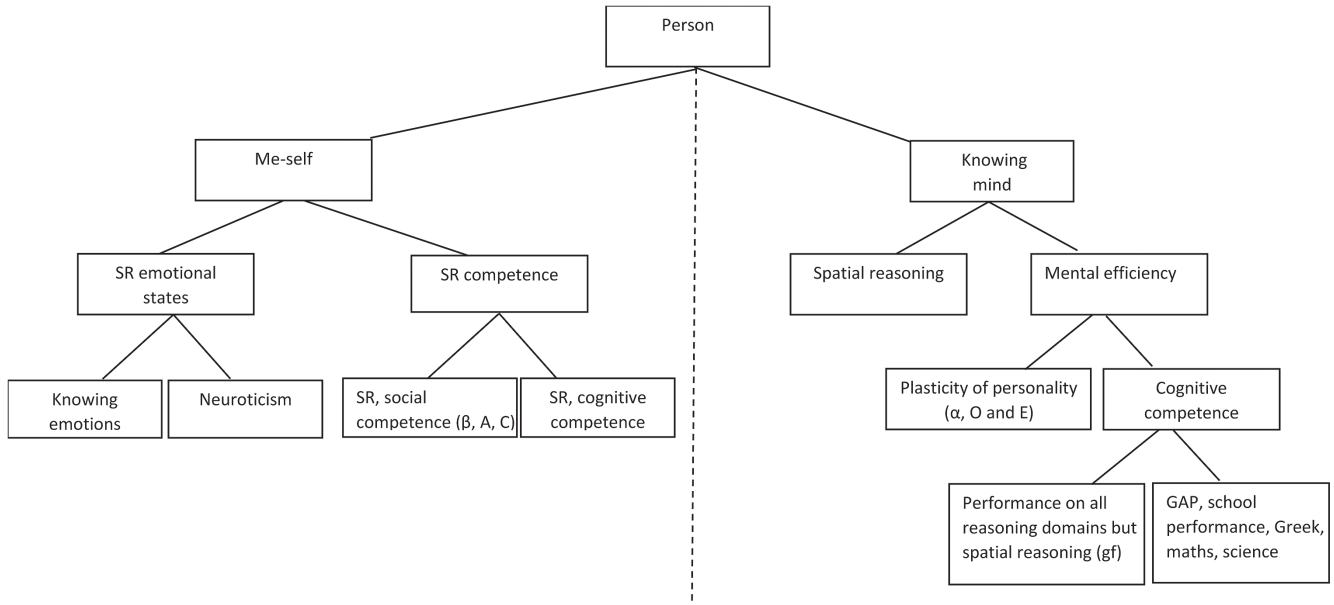 Person
Me-self
Knowing
mind
SR emotional
states
SR competence
Spatial reasoning
Mental efficiency
Knowing
emotions
Neuroticism
SR, social
competence (β, A, C)
SR, cognitive
competence
Plasticity of personality
(α, O and E)
Cognitive
competence
Performance on all
reasoning domains but
spatial reasoning (gf)
GAP, school
performance, Greek,
maths, science